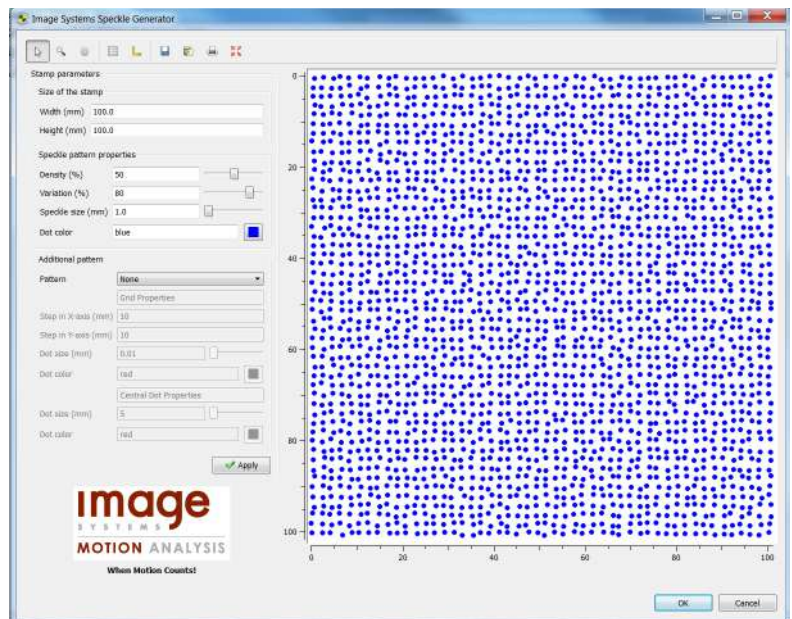 Image Systems Speckle Generator
Stamp parameters
Size of the stamp
Width (mm) 100.0
Height (mm) 100.0
Speckle pattern properties
Density (%) 50
Variation (%) 80
Speckle size (mm) 1.0
Dot color blue
Additional pattern
Pattern None
Grid Properties
Step in X-axis (mm) 10
Step in Y-axis (mm) 10
Dot size (mm) 0.01
Dot color red
Central Dot Properties
Dot size (mm) 5
Dot color red
Apply
image
SYSTEMS
MOTION ANALYSIS
When Motion Counts!
0
20
40
60
80
100
0 20 40 60 80 100
OK Cancel